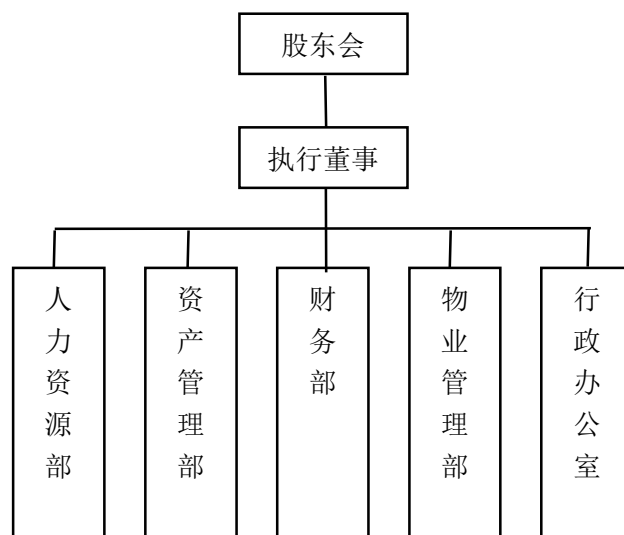 股东会
执行董事
人力资源部
资产管理部
财务部
物业管理部
行政办公室